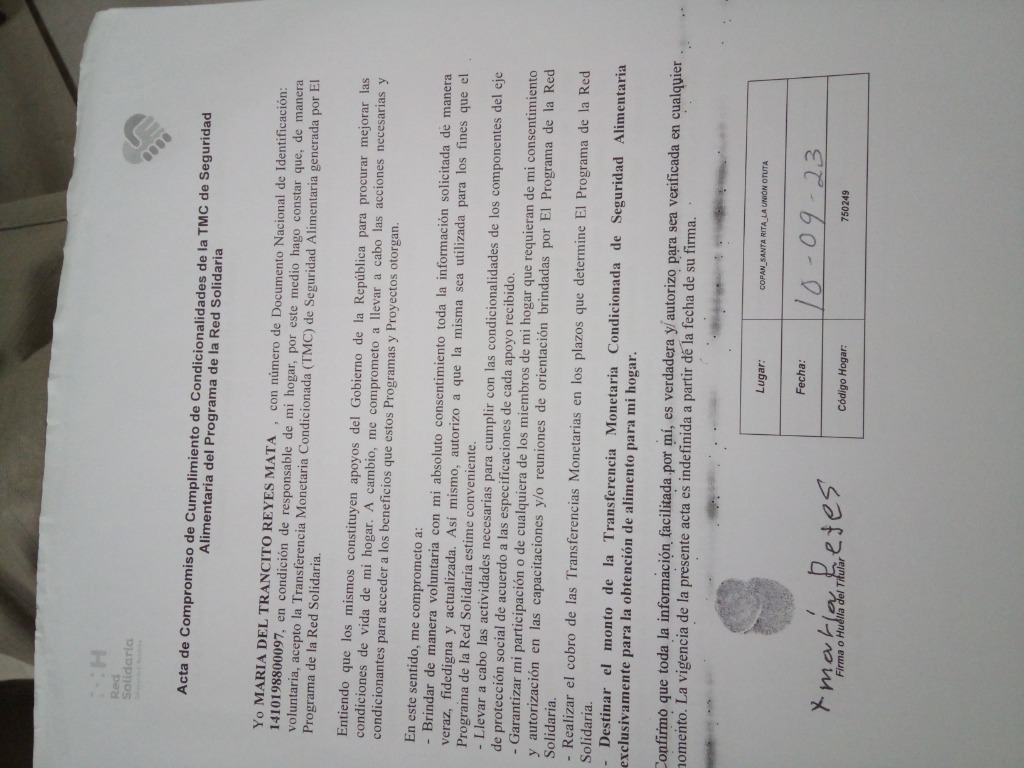 Red
Solidaria
Acta de Compromiso de Cumplimiento de Condicionalidades de la TMC de Seguridad
Alimentaria del Programa de la Red Solidaria
Yo MARIA DEL TRANCITO REYES MATA , con número de Documento Nacional de Identificación:
1410198800097, en condición de responsable de mi hogar, por este medio hago constar que, de manera
voluntaria, acepto la Transferencia Monetaria Condicionada (TMC) de Seguridad Alimentaria generada por El
Programa de la Red Solidaria.
Entiendo que los mismos constituyen apoyos del Gobierno de la República para procurar mejorar las
condiciones de vida de mi hogar. A cambio, me comprometo a llevar a cabo las acciones necesarias y
condicionantes para acceder a los beneficios que estos Programas y Proyectos otorgan.
En este sentido, me comprometo a:
- Brindar de manera voluntaria con mi absoluto consentimiento toda la información solicitada de manera
veraz, fidedigna y actualizada. Así mismo, autorizo a que la misma sea utilizada para los fines que el
Programa de la Red Solidaria estime conveniente.
- Llevar a cabo las actividades necesarias para cumplir con las condicionalidades de los componentes del eje
de protección social de acuerdo a las especificaciones de cada apoyo recibido.
- Garantizar mi participación o de cualquiera de los miembros de mi hogar que requieran de mi consentimiento
y autorización en las capacitaciones y/o reuniones de orientación brindadas por El Programa de la Red
Solidaria.
- Realizar el cobro de las Transferencias Monetarias en los plazos que determine El Programa de la Red
Solidaria.
- Destinar el monto de la Transferencia Monetaria Condicionada de Seguridad Alimentaria
exclusivamente para la obtención de alimento para mi hogar.
Confirmo que toda la información facilitada por mí, es verdadera y autorizo para sea verificada en cualquier
momento. La vigencia de la presente acta es indefinida a partir de la fecha de su firma.
x maría Reyes
Firma o Huella del Titular
Lugar: COPAN_SANTA RITA_LA UNIÓN OTUTA
Fecha: 10-09-23
Código Hogar: 750249